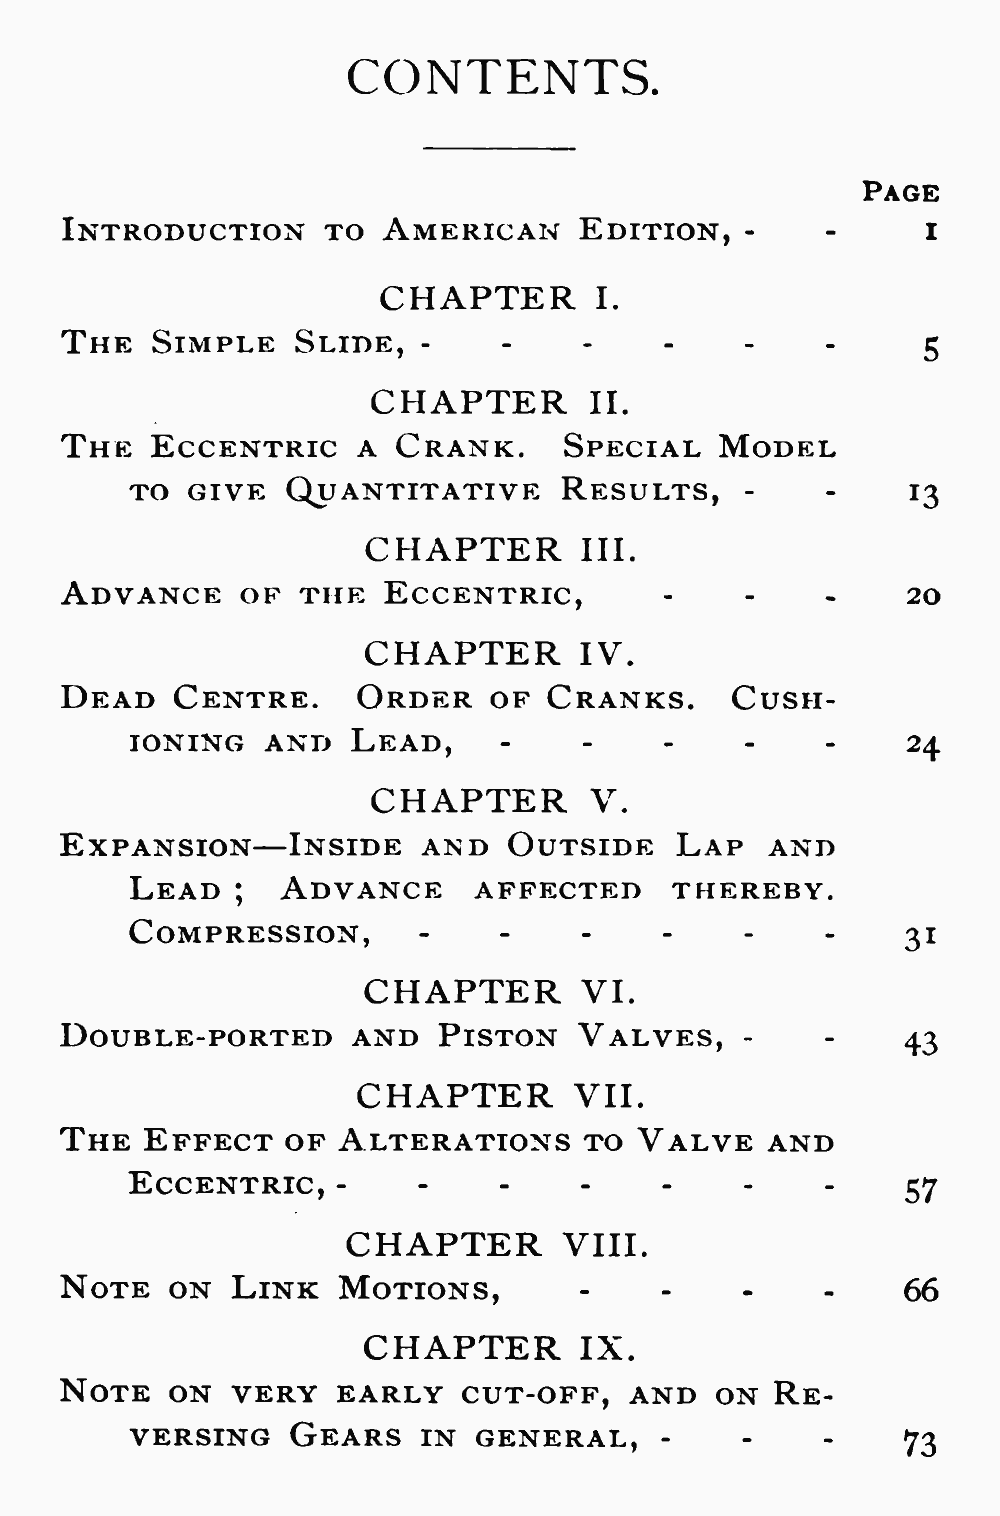 CONTENTS.
PAGE
INTRODUCTION TO AMERICAN EDITION, - - 1
CHAPTER I.
THE SIMPLE SLIDE, - - - - - - 5
CHAPTER II.
THE ECCENTRIC A CRANK. SPECIAL MODEL
TO GIVE QUANTITATIVE RESULTS, - - 13
CHAPTER III.
ADVANCE OF THE ECCENTRIC, - - - 20
CHAPTER IV.
DEAD CENTRE. ORDER OF CRANKS. CUSH-
IONING AND LEAD, - - - - - 24
CHAPTER V.
EXPANSION—INSIDE AND OUTSIDE LAP AND
LEAD; ADVANCE AFFECTED THEREBY.
COMPRESSION, - - - - - - 31
CHAPTER VI.
DOUBLE-PORTED AND PISTON VALVES, - - 43
CHAPTER VII.
THE EFFECT OF ALTERATIONS TO VALVE AND
ECCENTRIC, - - - - - - - 57
CHAPTER VIII.
NOTE ON LINK MOTIONS, - - - - 66
CHAPTER IX.
NOTE ON VERY EARLY CUT-OFF, AND ON RE-
VERSING GEARS IN GENERAL, - - - 73